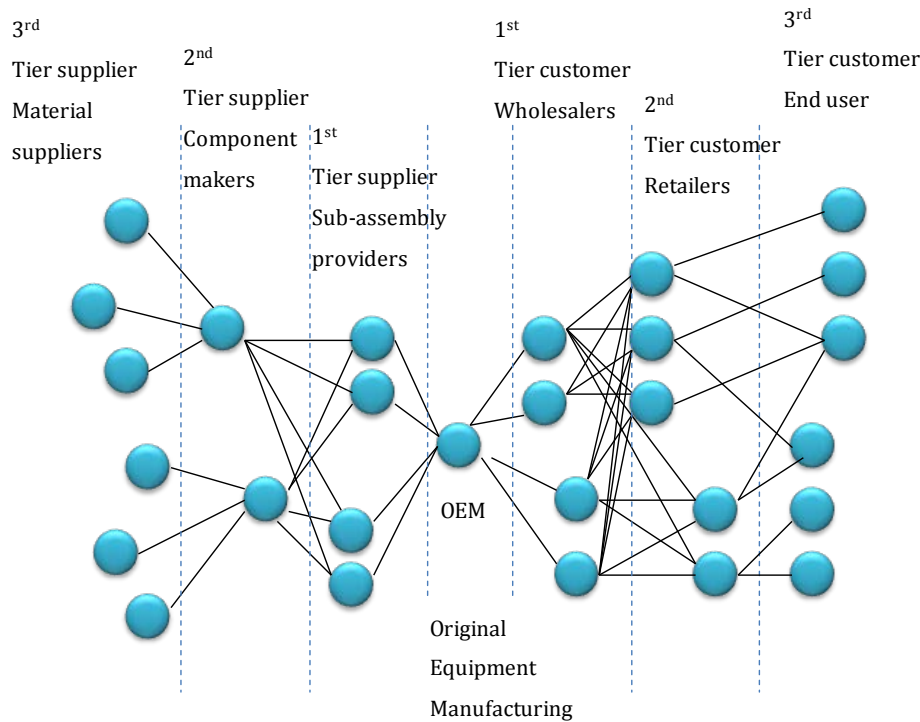 3rd
Tier supplier
Material
suppliers
2nd
Tier supplier
Component
makers
1st
Tier supplier
Sub-assembly
providers
OEM
Original
Equipment
Manufacturing
1st
Tier customer
Wholesalers
2nd
Tier customer
Retailers
3rd
Tier customer
End user